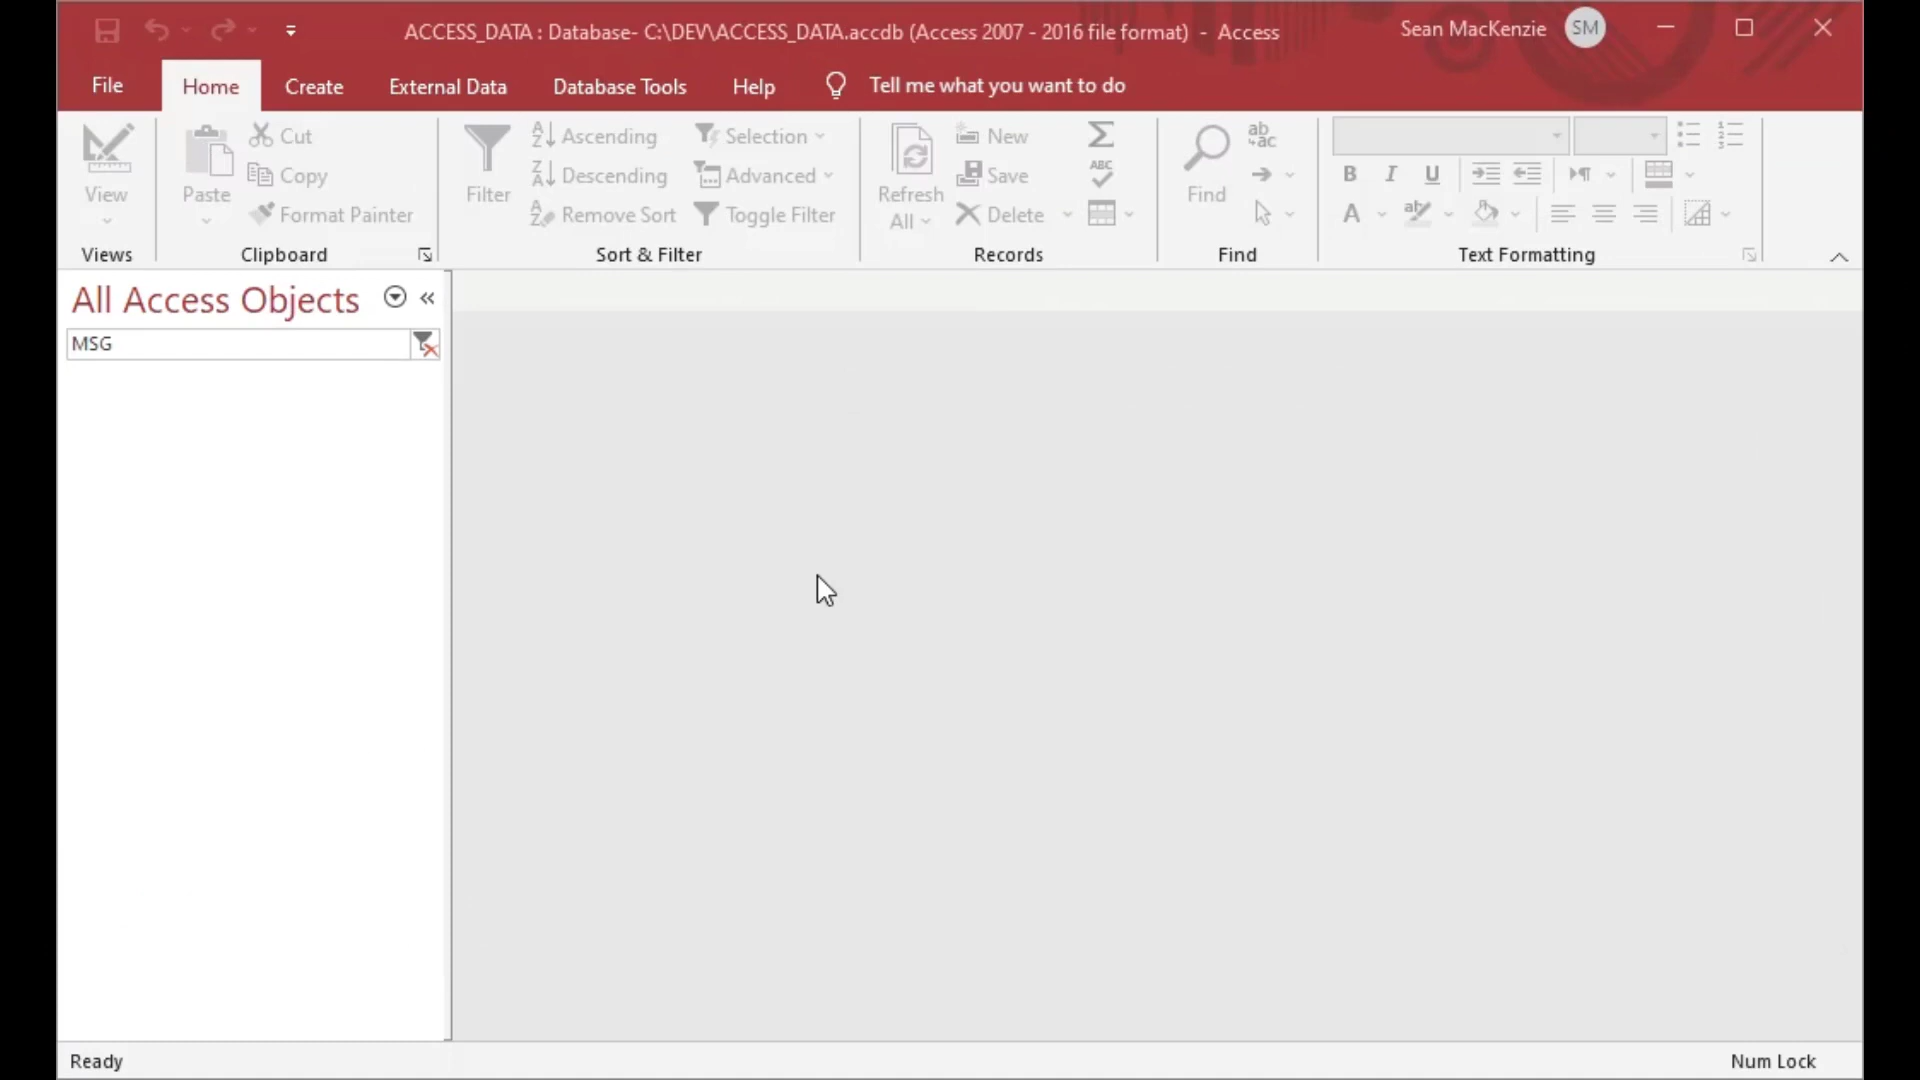 ACCESS_DATA : Database- C:\DEV\ACCESS_DATA.accdb (Access 2007 - 2016 file format) - Access
Sean MacKenzie SM
File Home Create External Data Database Tools Help Tell me what you want to do
View
Views
Paste
Cut
Copy
Format Painter
Clipboard
Filter
Ascending
Descending
Remove Sort
Selection
Advanced
Toggle Filter
Sort & Filter
Refresh
All
New
Save
Delete
Records
Find
Find
B I U
A
Text Formatting
All Access Objects
MSG
Ready
Num Lock